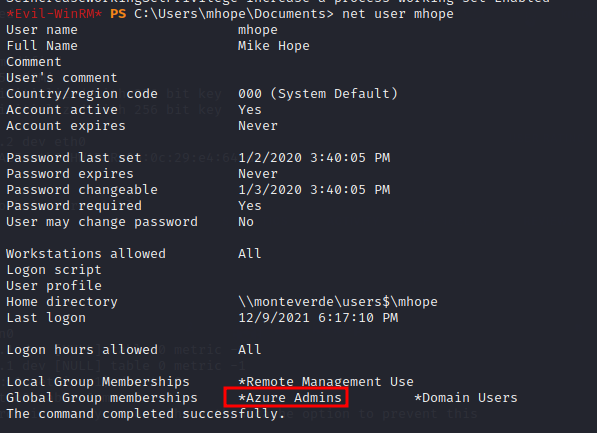 SeIncreaseWorkingSetPrivilege Increase a process working set Enabled
*Evil-WinRM* PS C:\Users\mhope\Documents> net user mhope
User name                    mhope
Full Name                    Mike Hope
Comment
User's comment
Country/region code          000 (System Default)
Account active               Yes
Account expires              Never

Password last set            1/2/2020 3:40:05 PM
Password expires             Never
Password changeable          1/3/2020 3:40:05 PM
Password required            Yes
User may change password     No

Workstations allowed         All
Logon script
User profile
Home directory               \\monteverde\users$\mhope
Last logon                   12/9/2021 6:17:10 PM

Logon hours allowed          All

Local Group Memberships      *Remote Management Use
Global Group memberships     *Azure Admins         *Domain Users
The command completed successfully.